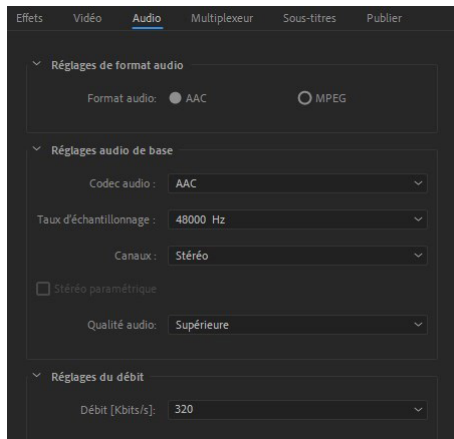 Effets Vidéo Audio Multiplexeur Sous-titres Publier
Réglages de format audio
Format audio: AAC MPEG
Réglages audio de base
Codec audio : AAC
Taux d'échantillonnage : 48000 Hz
Canaux : Stéréo
Stéréo paramétrique
Qualité audio: Supérieure
Réglages du débit
Débit [Kbits/s]: 320